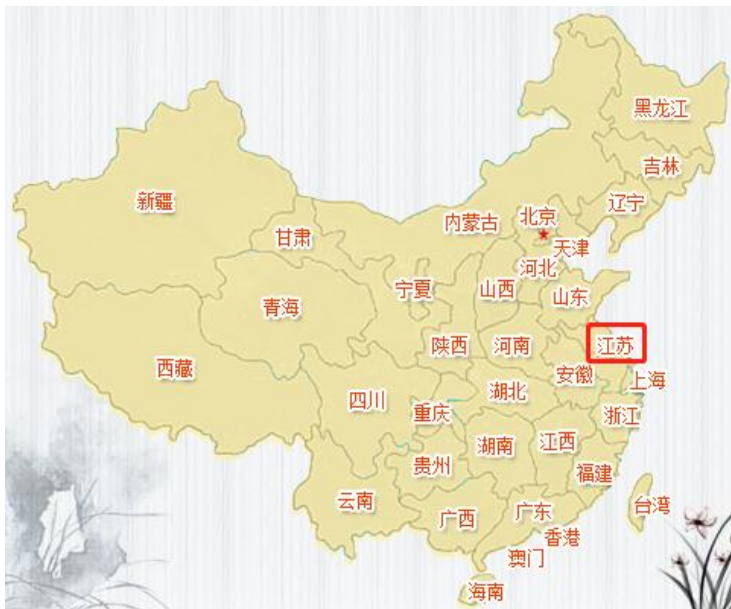 黑龙江
吉林
辽宁
新疆
内蒙古
北京
甘肃
天津
河北
宁夏
山西
山东
青海
陕西
河南
江苏
西藏
安徽
上海
四川
湖北
重庆
浙江
湖南
江西
贵州
福建
云南
广西
广东
台湾
香港
澳门
海南